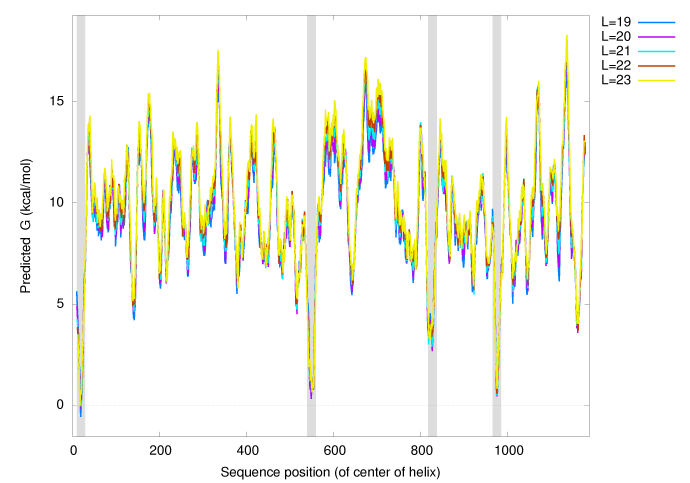 L=19
L=20
L=21
L=22
L=23
15
10
5
0
Predicted G (kcal/mol)
0 200 400 600 800 1000
Sequence position (of center of helix)